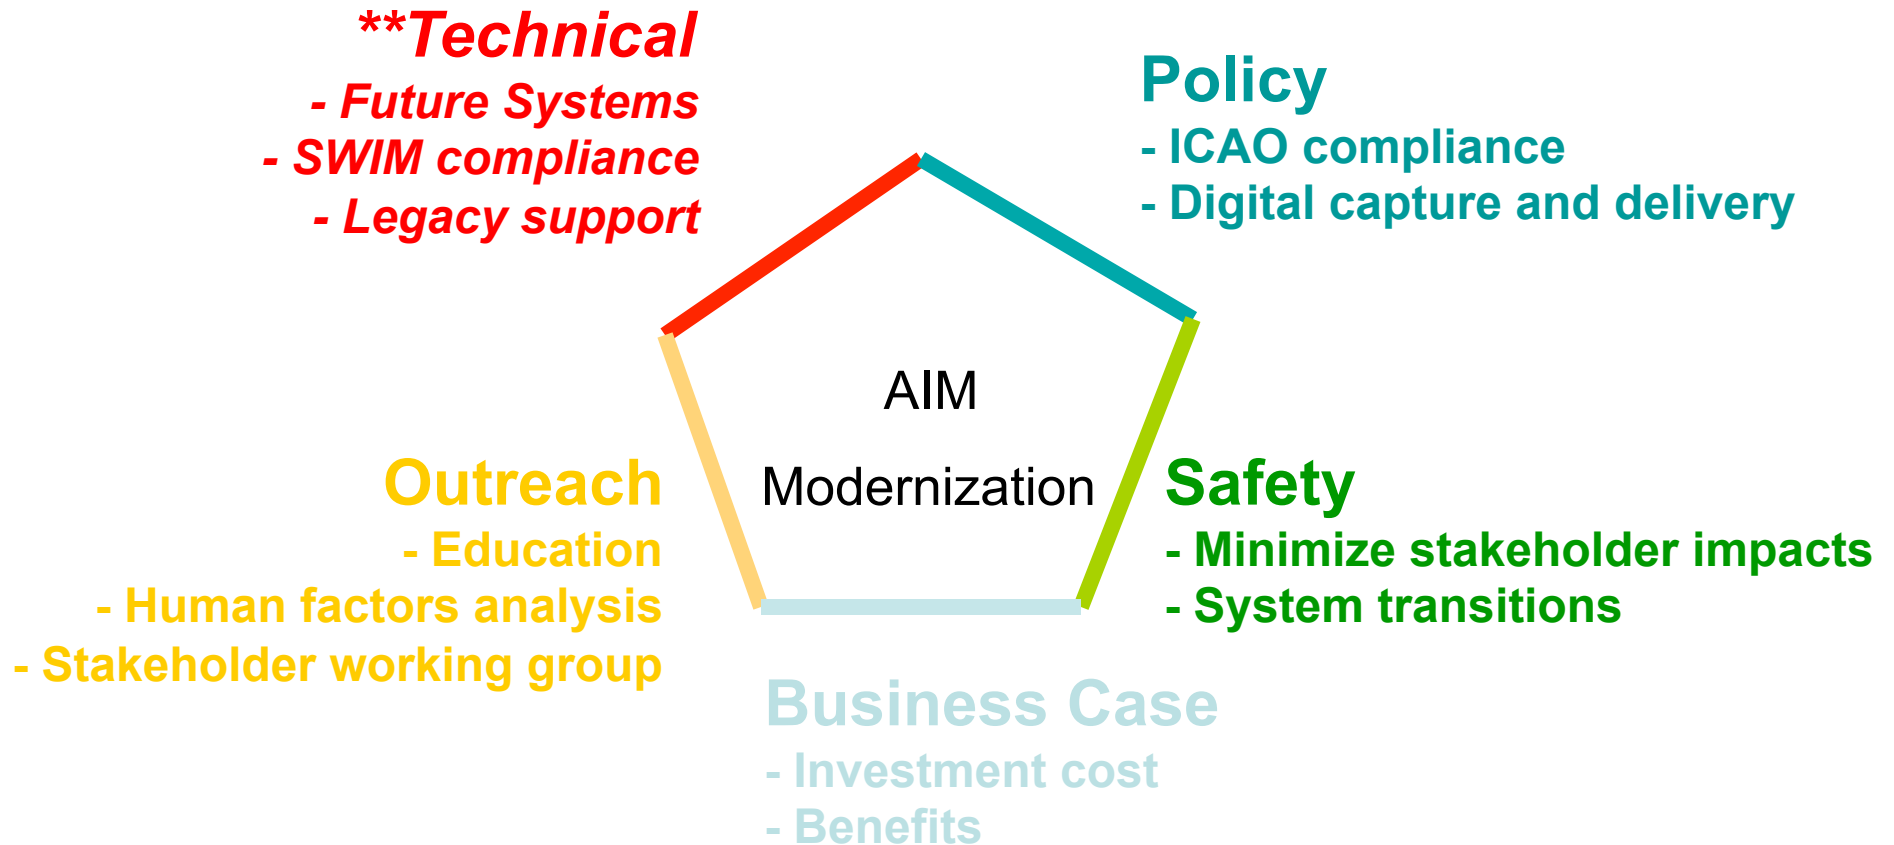 **Technical
- Future Systems
- SWIM compliance
- Legacy support
Policy
- ICAO compliance
- Digital capture and delivery
AIM
Modernization
Outreach
- Education
- Human factors analysis
- Stakeholder working group
Safety
- Minimize stakeholder impacts
- System transitions
Business Case
- Investment cost
- Benefits